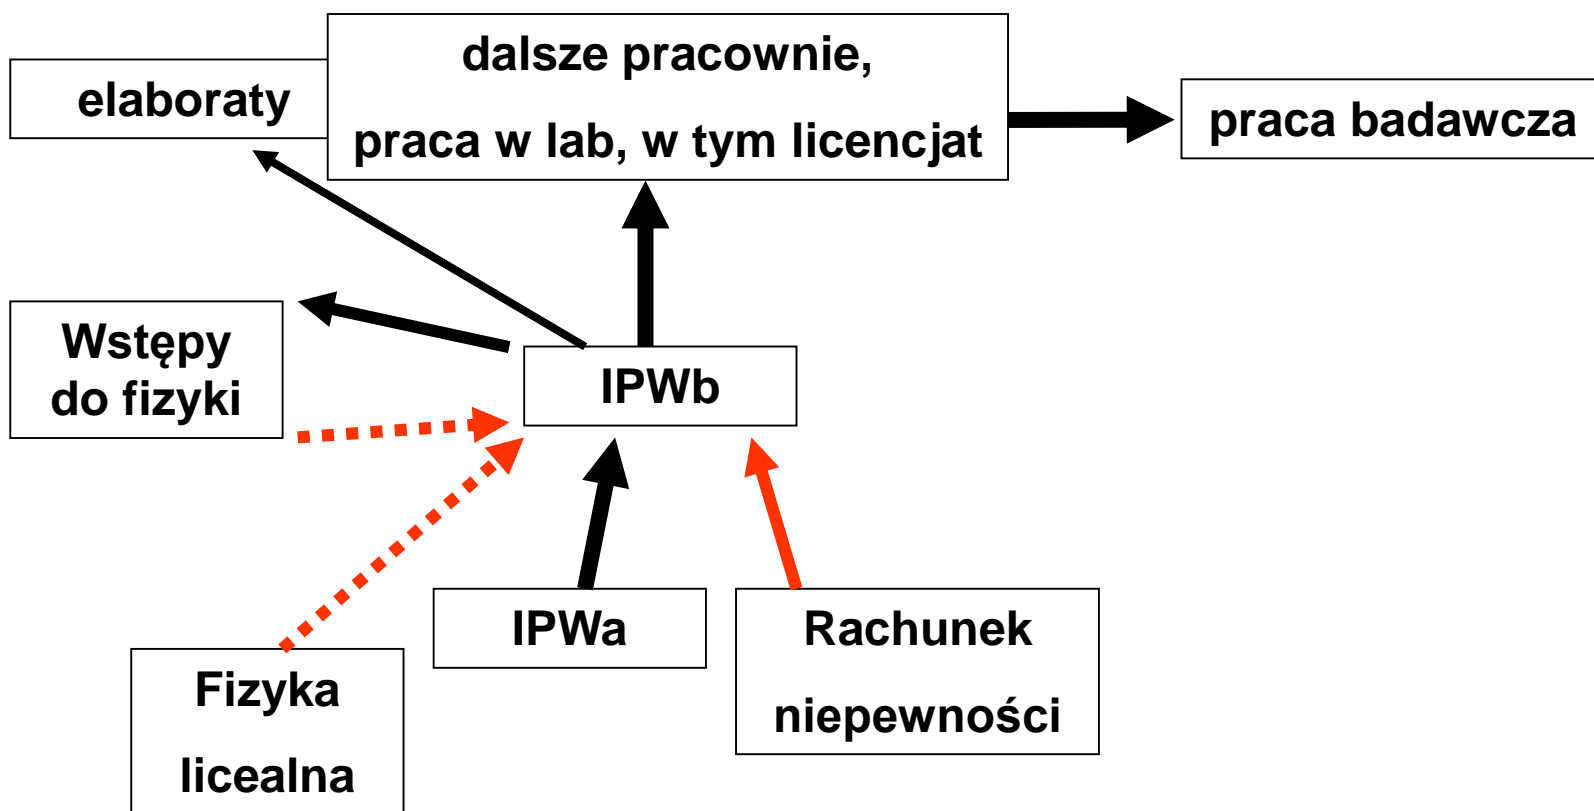 elaboraty
dalsze pracownie,
praca w lab, w tym licencjat
praca badawcza
Wstępy
do fizyki
IPWb
IPWa
Rachunek
niepewności
Fizyka
licealna